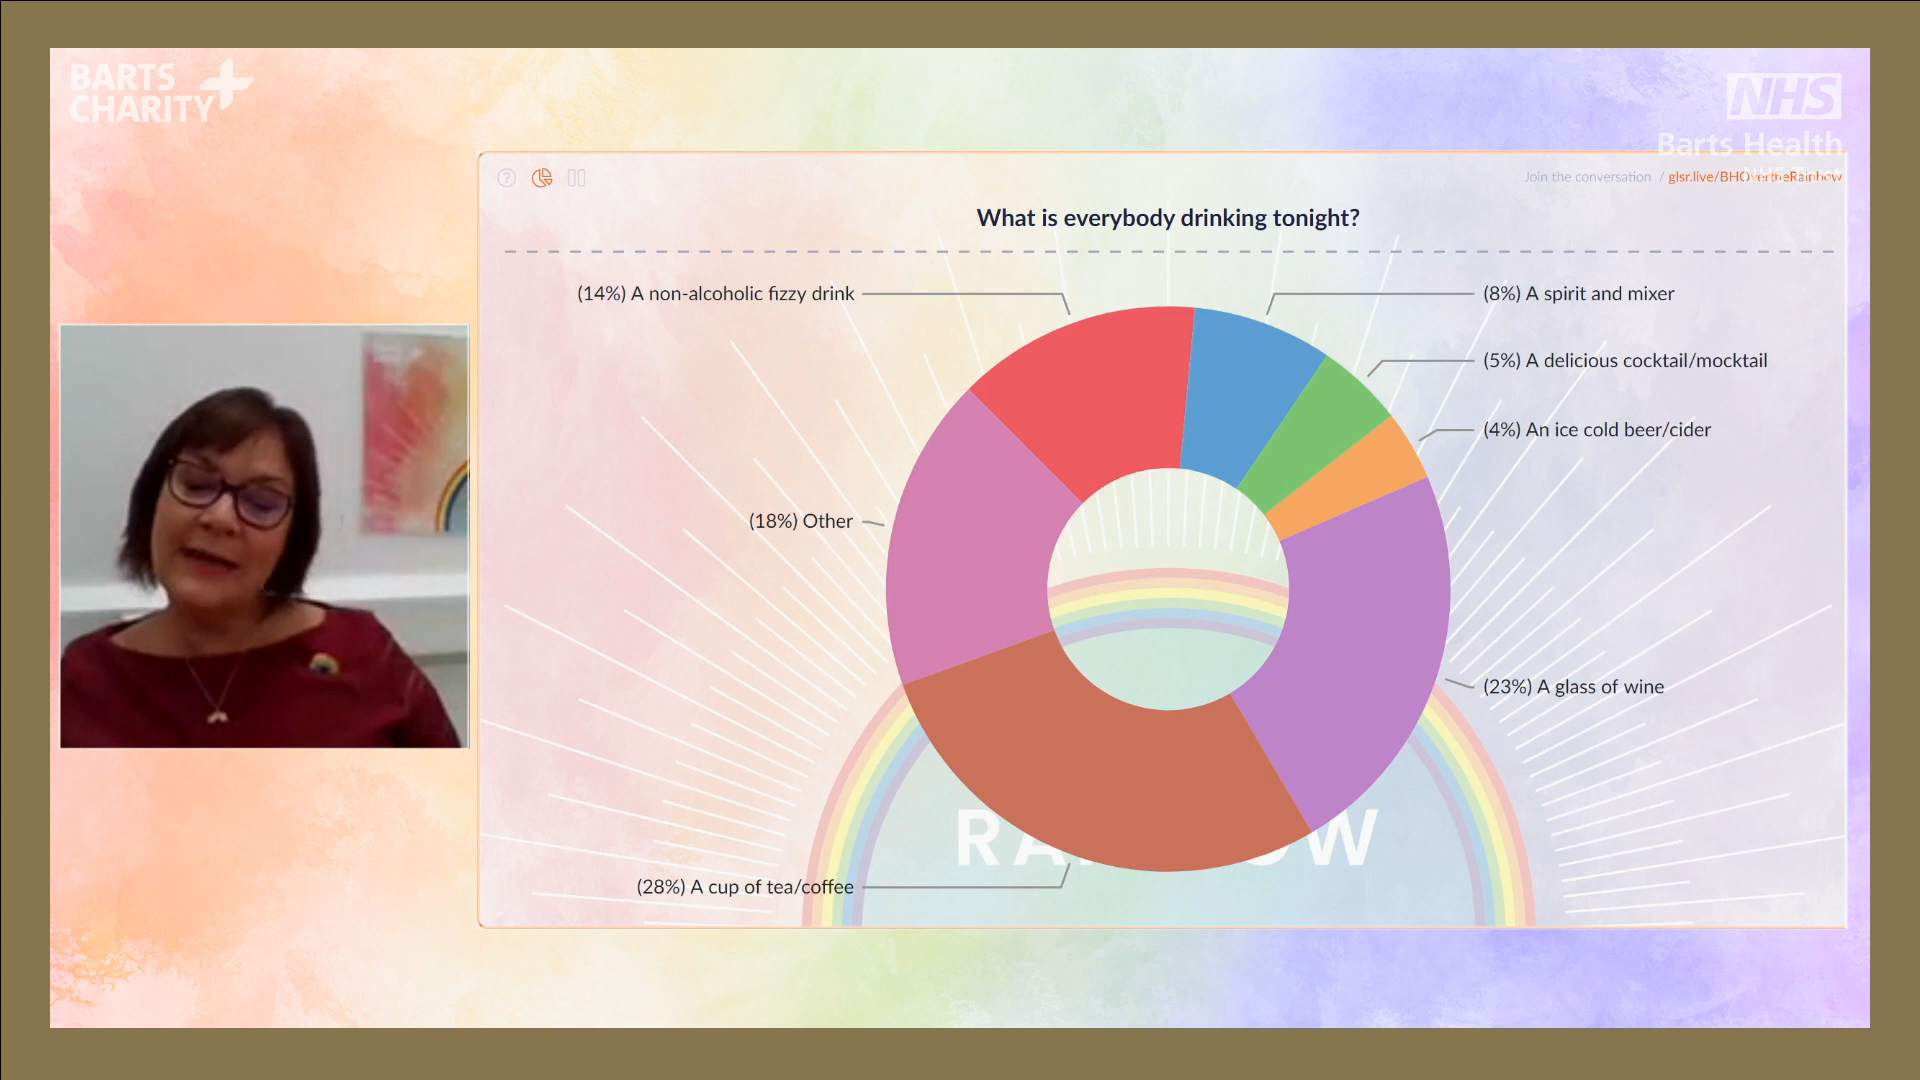 BARTS
CHARITY
NHS
Barts Health
Join the conversation / glsr.live/BHOvertheRainbow
What is everybody drinking tonight?
(14%) A non-alcoholic fizzy drink
(8%) A spirit and mixer
(5%) A delicious cocktail/mocktail
(4%) An ice cold beer/cider
(18%) Other
(23%) A glass of wine
(28%) A cup of tea/coffee